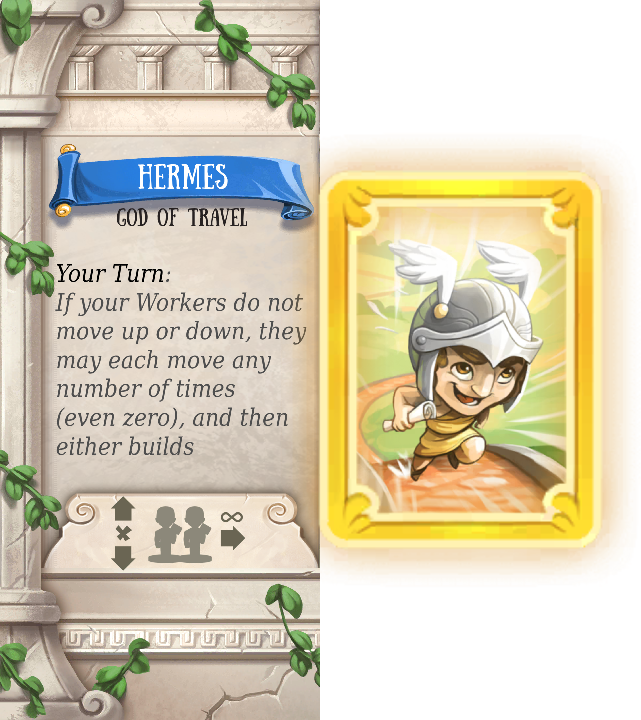 HERMES
GOD OF TRAVEL
Your Turn:
If your Workers do not
move up or down, they
may each move any
number of times
(even zero), and then
either builds
∞